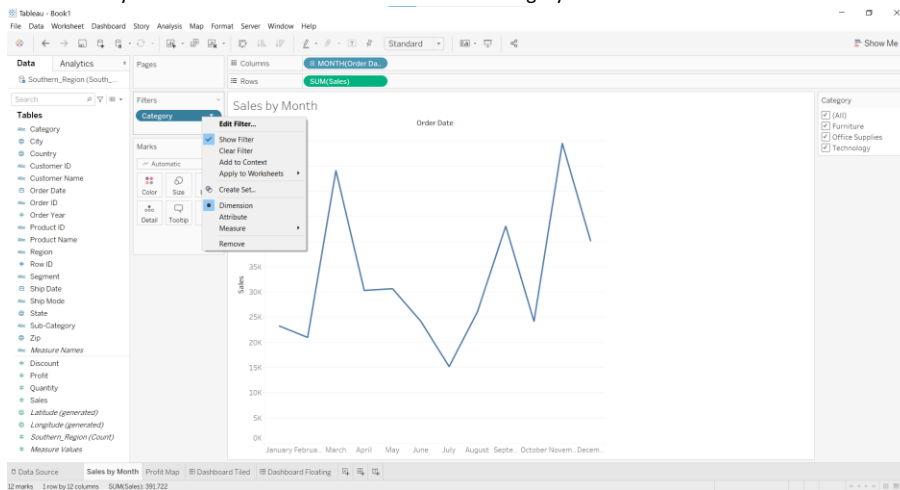 Tableau - Book1
File Data Worksheet Dashboard Story Analysis Map Format Server Window Help
Standard
Show Me
Data Analytics
Pages
Columns
MONTH(Order Da..
Southern_Region (South_...
Rows
SUM(Sales)
Search
Filters
Category
Sales by Month
Category
(All)
Furniture
Office Supplies
Technology
Tables
Category
City
Country
Customer ID
Customer Name
Order Date
Order ID
Order Year
Product ID
Product Name
Region
Row ID
Segment
Ship Date
Ship Mode
State
Sub-Category
Zip
Measure Names
Discount
Profit
Quantity
Sales
Latitude (generated)
Longitude (generated)
Southern_Region (Count)
Measure Values
Marks
Automatic
Color Size
Detail Tooltip
Edit Filter...
Show Filter
Clear Filter
Add to Context
Apply to Worksheets
Create Set...
Dimension
Attribute
Measure
Remove
Order Date
Sales
35K
30K
25K
20K
15K
10K
5K
0K
January Februa.. March April May June July August Septe.. October Novem.. Decem..
Data Source Sales by Month Profit Map Dashboard Tiled Dashboard Floating
12 marks 1 row by 12 columns SUM(Sales): 391,722